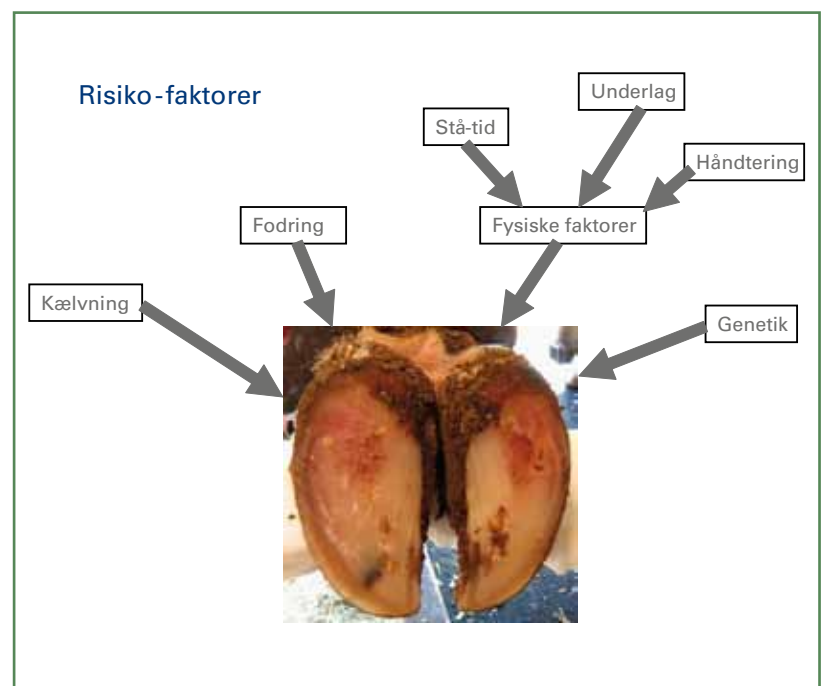 Risiko-faktorer
Underlag
Stå-tid
Håndtering
Fodring
Fysiske faktorer
Kælvning
Genetik